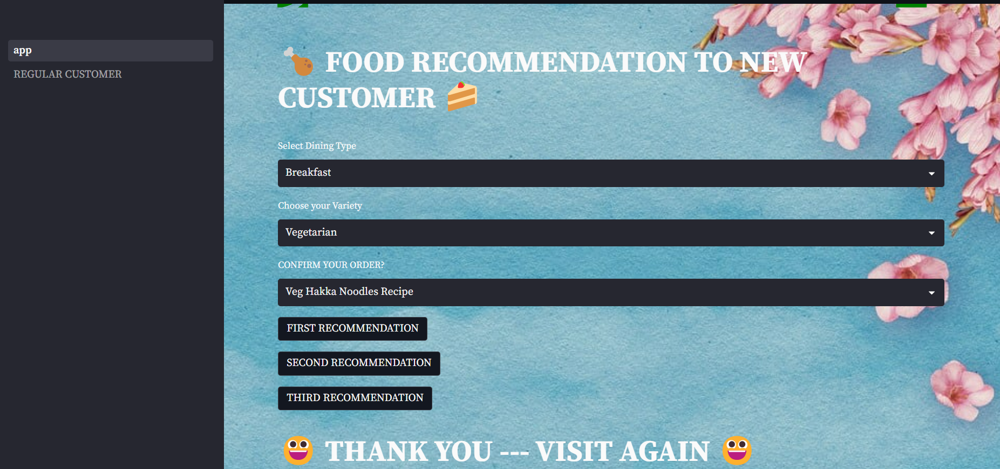 app
REGULAR CUSTOMER
FOOD RECOMMENDATION TO NEW
CUSTOMER
Select Dining Type
Breakfast
Choose your Variety
Vegetarian
CONFIRM YOUR ORDER?
Veg Hakka Noodles Recipe
FIRST RECOMMENDATION
SECOND RECOMMENDATION
THIRD RECOMMENDATION
THANK YOU --- VISIT AGAIN